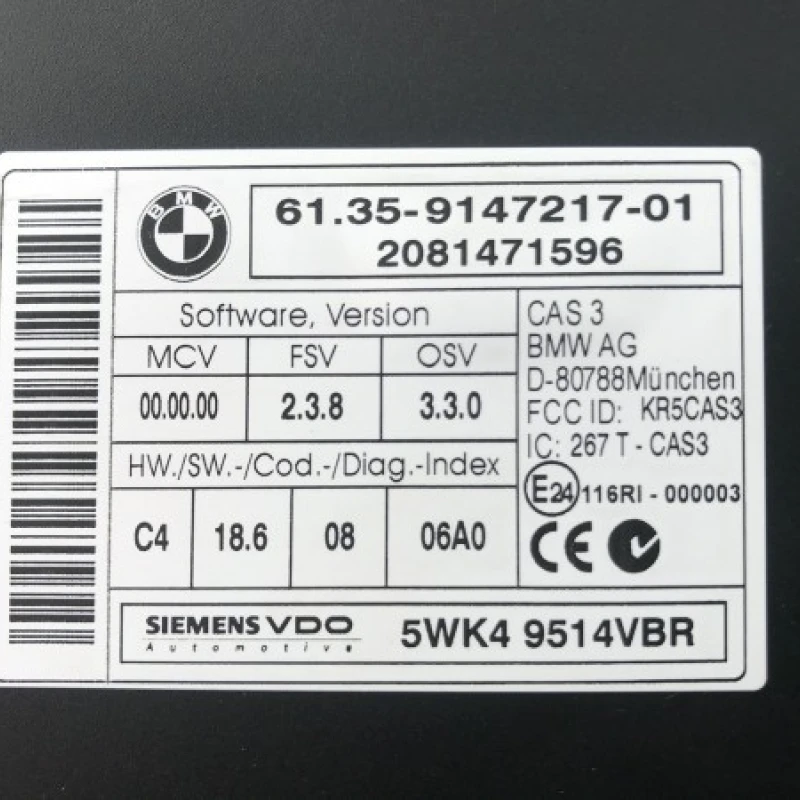 BMW
61.35-9147217-01
2081471596
Software, Version
MCV FSV OSV
00.00.00 2.3.8 3.3.0
HW./SW.-/Cod.-/Diag.-Index
C4 18.6 08 06A0
CAS 3
BMW AG
D-80788München
FCC ID: KR5CAS3
IC: 267 T - CAS3
E24 116RI - 000003
CE
SIEMENS VDO
Automotive
5WK4 9514VBR